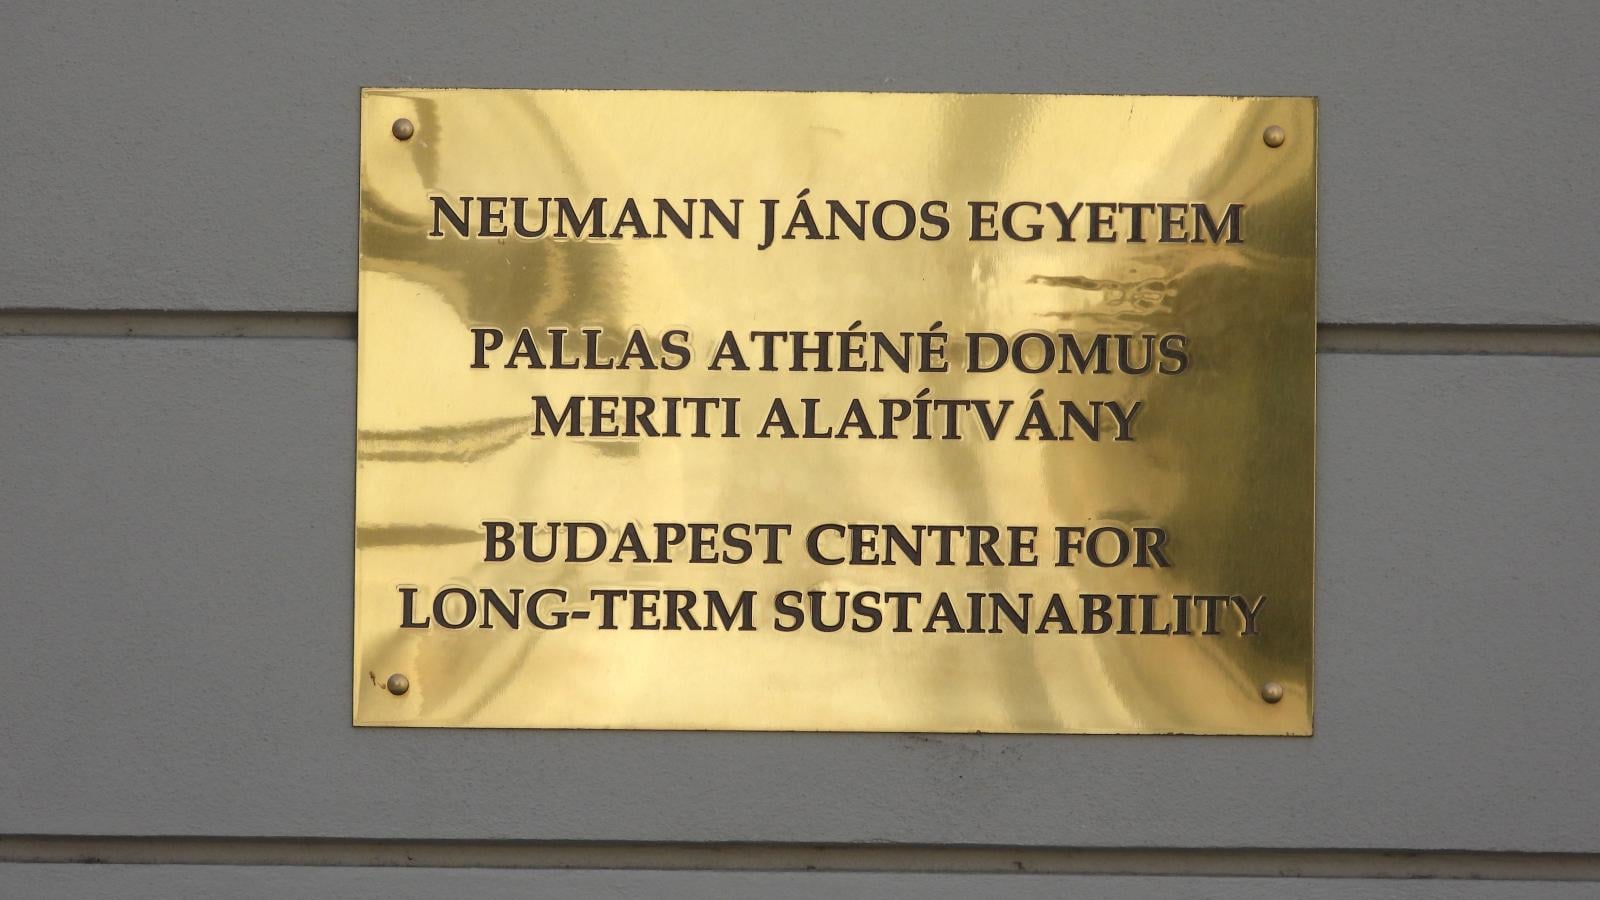 NEUMANN JÁNOS EGYETEM
PALLAS ATHÉNÉ DOMUS
MERITI ALAPÍTVÁNY
BUDAPEST CENTRE FOR
LONG-TERM SUSTAINABILITY